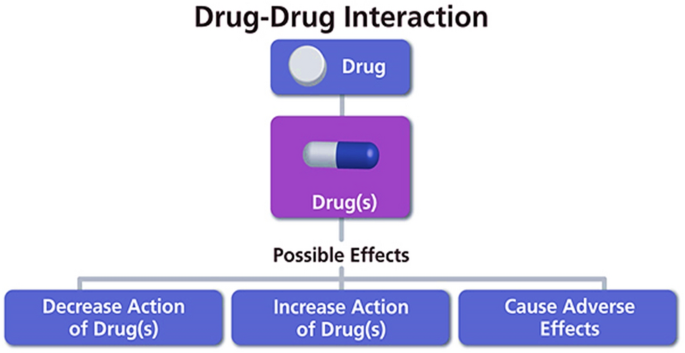 Drug-Drug Interaction
Drug
Drug(s)
Possible Effects
Decrease Action
of Drug(s)
Increase Action
of Drug(s)
Cause Adverse
Effects